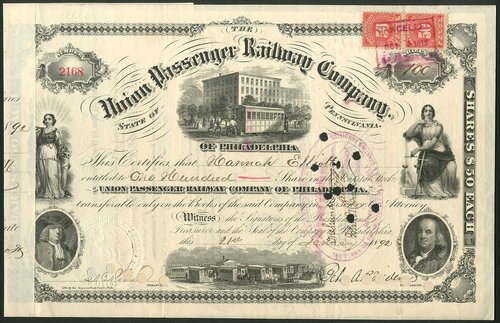 THE
Union Passenger Railway Company
2168
100
STATE OF PENNSYLVANIA.
OF PHILADELPHIA
SHARES $50 EACH
This Certifies that Hannah
entitled to One Hundred Shares in the Capital Stock
UNION PASSENGER RAILWAY COMPANY OF PHILADELPHIA,
transferable only on the Books of the said Company, in person or by Attorney
Witness the Signatures of the President and
Treasurer and the Seal of the Company at Philadelphia
this 21st day of January 1892
TREASURER
PRESIDENT
1892